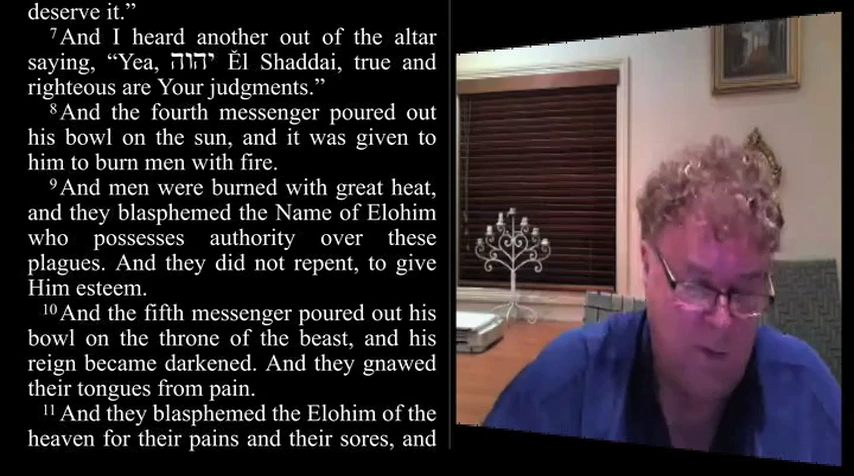 deserve it.”
⁷And I heard another out of the altar
saying, “Yea, יהוה Ěl Shaddai, true and
righteous are Your judgments.”
⁸And the fourth messenger poured out
his bowl on the sun, and it was given to
him to burn men with fire.
⁹And men were burned with great heat,
and they blasphemed the Name of Elohim
who possesses authority over these
plagues. And they did not repent, to give
Him esteem.
¹⁰And the fifth messenger poured out his
bowl on the throne of the beast, and his
reign became darkened. And they gnawed
their tongues from pain.
¹¹And they blasphemed the Elohim of the
heaven for their pains and their sores, and